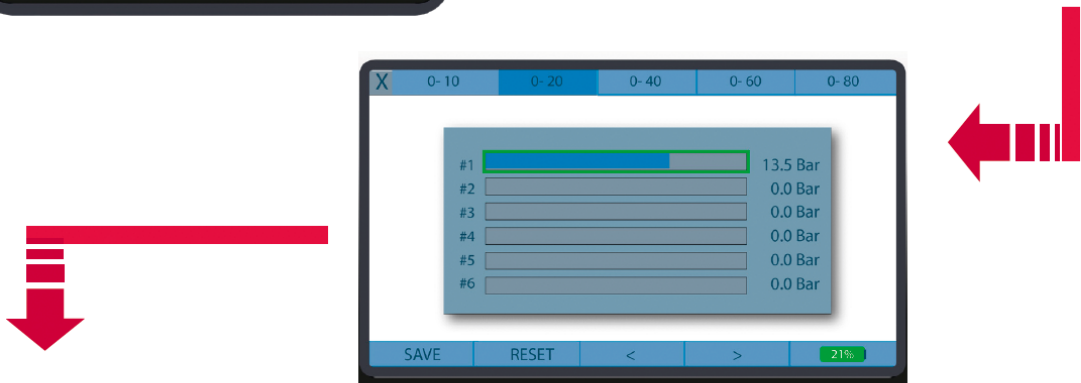 X 0- 10 0- 20 0- 40 0- 60 0- 80
#1 13.5 Bar
#2 0.0 Bar
#3 0.0 Bar
#4 0.0 Bar
#5 0.0 Bar
#6 0.0 Bar
SAVE RESET < > 21%